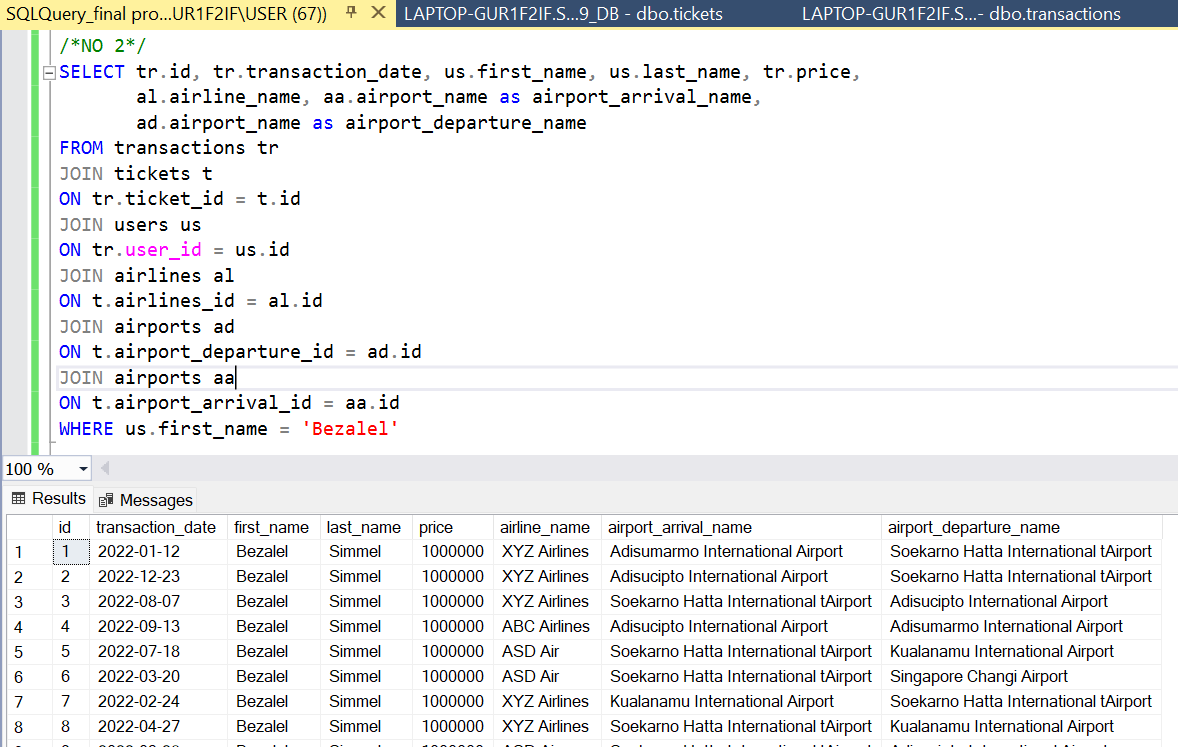 SQLQuery_final pro...UR1F2IF\USER (67)) LAPTOP-GUR1F2IF.S...9_DB - dbo.tickets LAPTOP-GUR1F2IF.S...- dbo.transactions
/*NO 2*/
SELECT tr.id, tr.transaction_date, us.first_name, us.last_name, tr.price,
al.airline_name, aa.airport_name as airport_arrival_name,
ad.airport_name as airport_departure_name
FROM transactions tr
JOIN tickets t
ON tr.ticket_id = t.id
JOIN users us
ON tr.user_id = us.id
JOIN airlines al
ON t.airlines_id = al.id
JOIN airports ad
ON t.airport_departure_id = ad.id
JOIN airports aa
ON t.airport_arrival_id = aa.id
WHERE us.first_name = 'Bezalel'
100 %
Results Messages
id transaction_date first_name last_name price airline_name airport_arrival_name airport_departure_name
1 1 2022-01-12 Bezalel Simmel 1000000 XYZ Airlines Adisumarmo International Airport Soekarno Hatta International tAirport
2 2 2022-12-23 Bezalel Simmel 1000000 XYZ Airlines Adisucipto International Airport Soekarno Hatta International tAirport
3 3 2022-08-07 Bezalel Simmel 1000000 XYZ Airlines Soekarno Hatta International tAirport Adisucipto International Airport
4 4 2022-09-13 Bezalel Simmel 1000000 ABC Airlines Adisucipto International Airport Adisumarmo International Airport
5 5 2022-07-18 Bezalel Simmel 1000000 ASD Air Soekarno Hatta International tAirport Kualanamu International Airport
6 6 2022-03-20 Bezalel Simmel 1000000 ASD Air Soekarno Hatta International tAirport Singapore Changi Airport
7 7 2022-02-24 Bezalel Simmel 1000000 XYZ Airlines Kualanamu International Airport Soekarno Hatta International tAirport
8 8 2022-04-27 Bezalel Simmel 1000000 XYZ Airlines Soekarno Hatta International tAirport Kualanamu International Airport